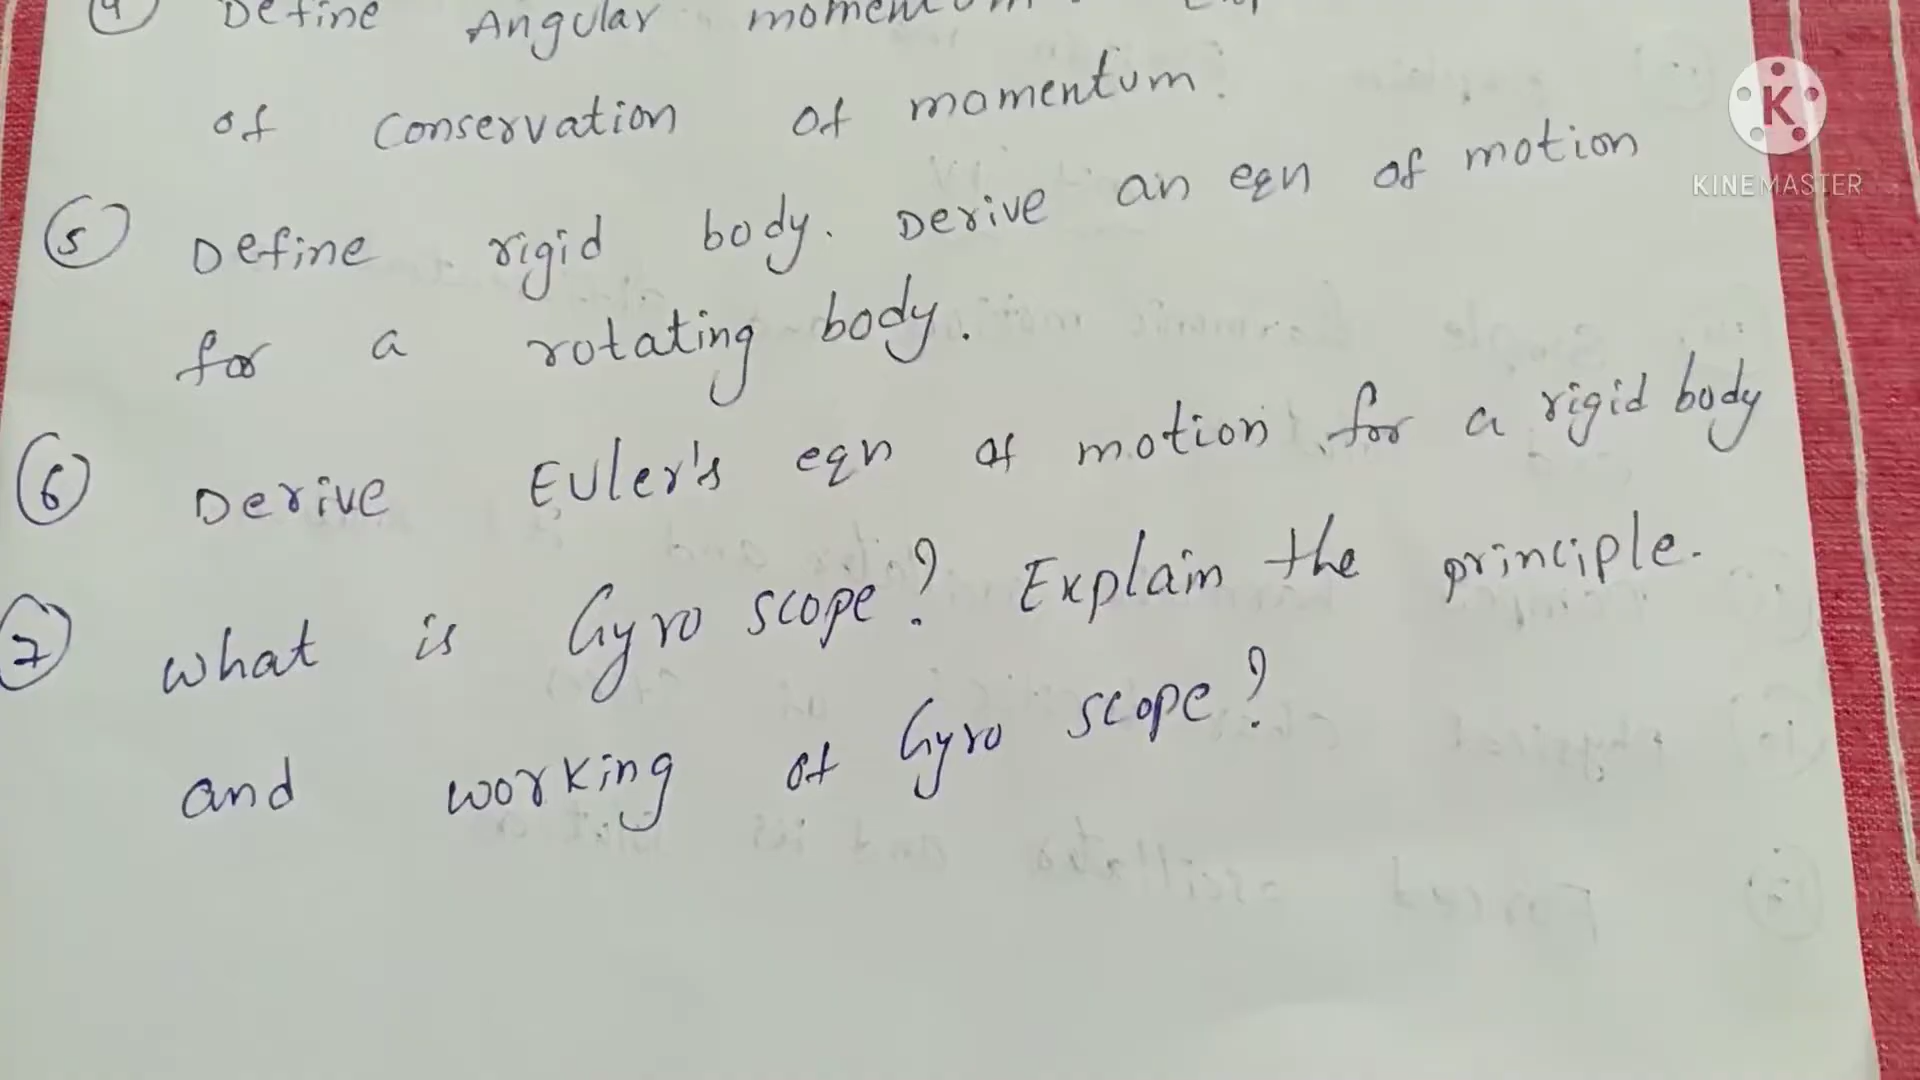 ④ Define Angular momentum.
of conservation of momentum.
⑤ Define rigid body. Derive an eqn of motion
for a rotating body.
⑥ Derive Euler's eqn of motion for a rigid body
⑦ what is Gyro scope? Explain the principle.
and working of Gyro scope?
K
KINEMASTER